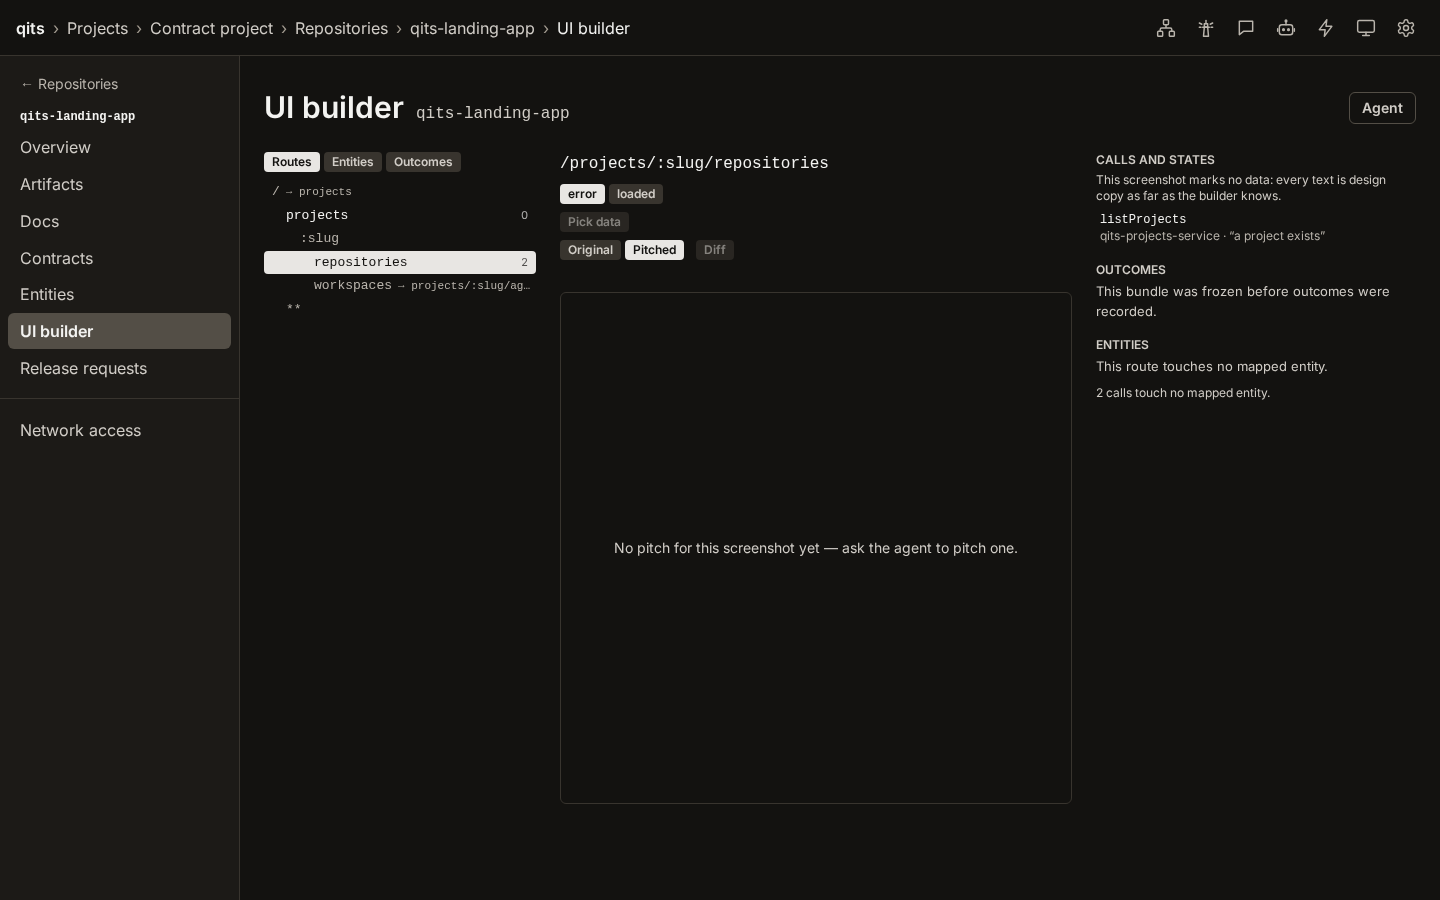 qits › Projects › Contract project › Repositories › qits-landing-app › UI builder
← Repositories
qits-landing-app
Overview
Artifacts
Docs
Contracts
Entities
UI builder
Release requests
Network access
UI builder qits-landing-app
Agent
Routes Entities Outcomes
/ → projects
projects 0
:slug
repositories 2
workspaces → projects/:slug/ag…
**
/projects/:slug/repositories
error loaded
Pick data
Original Pitched Diff
No pitch for this screenshot yet — ask the agent to pitch one.
CALLS AND STATES
This screenshot marks no data: every text is design
copy as far as the builder knows.
listProjects
qits-projects-service · “a project exists”
OUTCOMES
This bundle was frozen before outcomes were
recorded.
ENTITIES
This route touches no mapped entity.
2 calls touch no mapped entity.